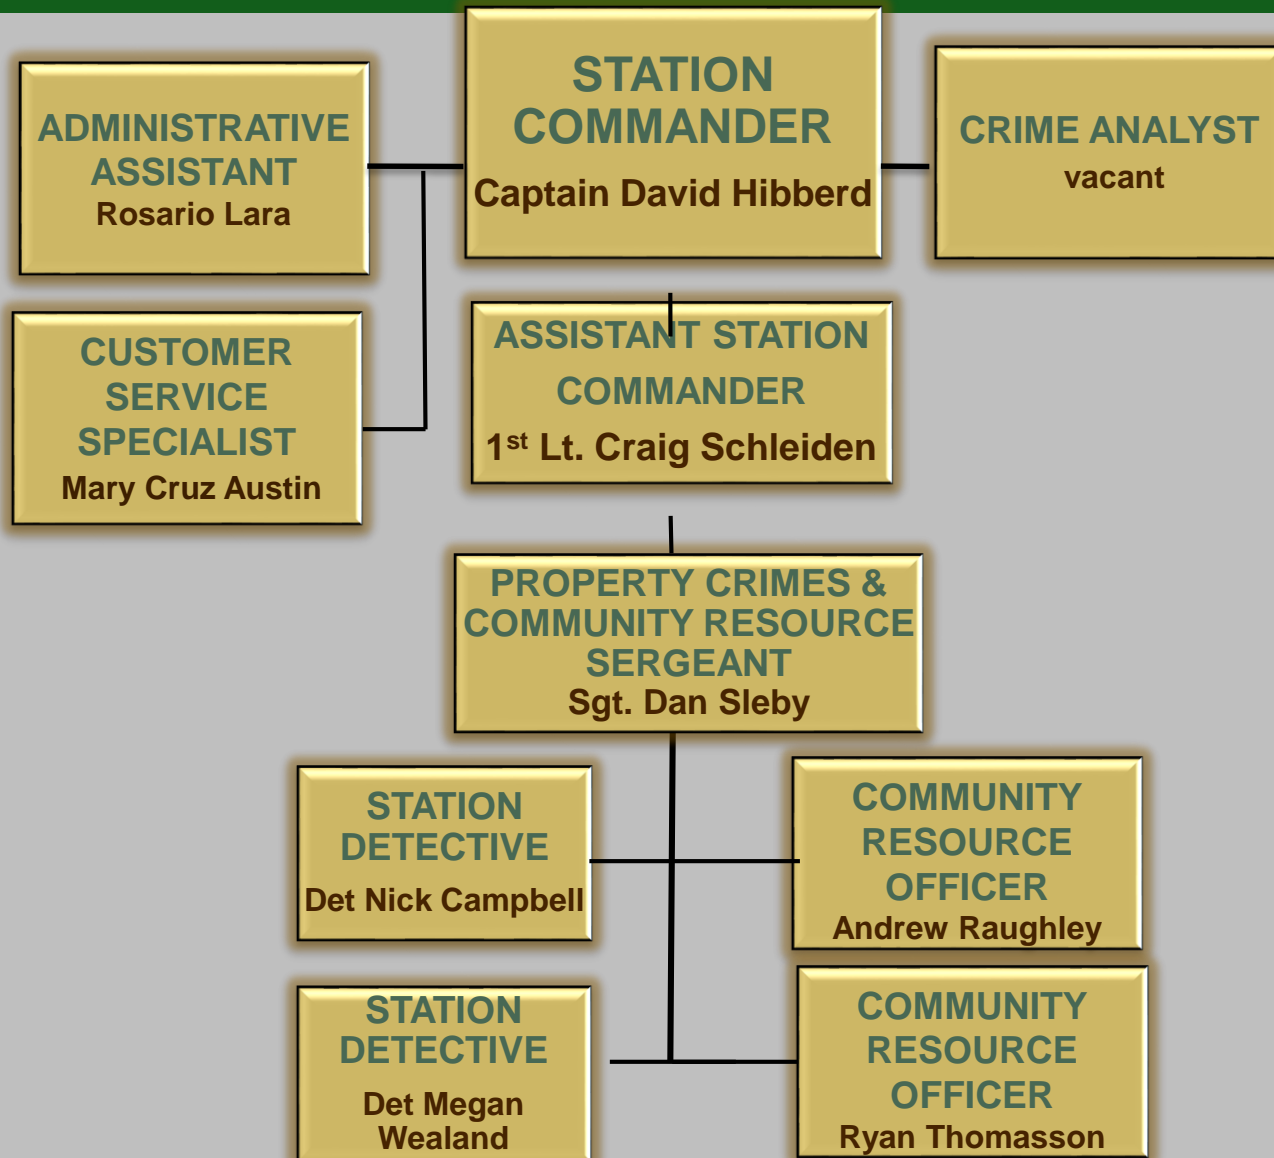 STATION
COMMANDER
Captain David Hibberd
ADMINISTRATIVE
ASSISTANT
Rosario Lara
CRIME ANALYST
vacant
CUSTOMER
SERVICE
SPECIALIST
Mary Cruz Austin
ASSISTANT STATION
COMMANDER
1st Lt. Craig Schleiden
PROPERTY CRIMES &
COMMUNITY RESOURCE
SERGEANT
Sgt. Dan Sleby
STATION
DETECTIVE
Det Nick Campbell
COMMUNITY
RESOURCE
OFFICER
Andrew Raughley
STATION
DETECTIVE
Det Megan
Wealand
COMMUNITY
RESOURCE
OFFICER
Ryan Thomasson